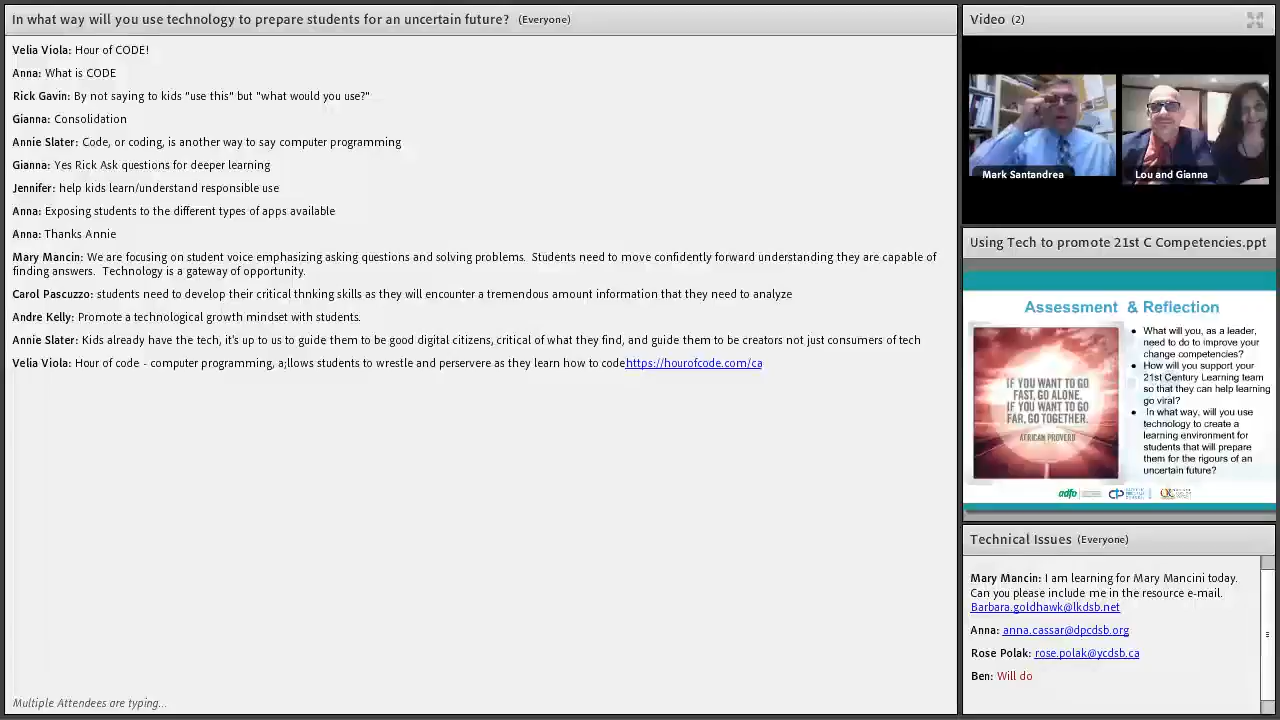 In what way will you use technology to prepare students for an uncertain future? (Everyone)
Velia Viola: Hour of CODE!
Anna: What is CODE
Rick Gavin: By not saying to kids "use this" but "what would you use?"
Gianna: Consolidation
Annie Slater: Code, or coding, is another way to say computer programming
Gianna: Yes Rick Ask questions for deeper learning
Jennifer: help kids learn/understand responsible use
Anna: Exposing students to the different types of apps available
Anna: Thanks Annie
Mary Mancin: We are focusing on student voice emphasizing asking questions and solving problems. Students need to move confidently forward understanding they are capable of
finding answers. Technology is a gateway of opportunity.
Carol Pascuzzo: students need to develop their critical thnking skills as they will encounter a tremendous amount information that they need to analyze
Andre Kelly: Promote a technological growth mindset with students.
Annie Slater: Kids already have the tech, it's up to us to guide them to be good digital citizens, critical of what they find, and guide them to be creators not just consumers of tech
Velia Viola: Hour of code - computer programming, a;llows students to wrestle and perservere as they learn how to codehttps://hourofcode.com/ca
Multiple Attendees are typing...
Video (2)
Mark Santandrea
Lou and Gianna
Using Tech to promote 21st C Competencies.ppt
Assessment & Reflection
IF YOU WANT TO GO
FAST, GO ALONE.
IF YOU WANT TO GO
FAR, GO TOGETHER.
AFRICAN PROVERB
● What will you, as a leader,
need to do to improve your
change competencies?
● How will you support your
21st Century Learning team
so that they can help learning
go viral?
● In what way, will you use
technology to create a
learning environment for
students that will prepare
them for the rigours of an
uncertain future?
adfo
Technical Issues (Everyone)
Mary Mancin: I am learning for Mary Mancini today.
Can you please include me in the resource e-mail.
Barbara.goldhawk@lkdsb.net
Anna: anna.cassar@dpcdsb.org
Rose Polak: rose.polak@ycdsb.ca
Ben: Will do